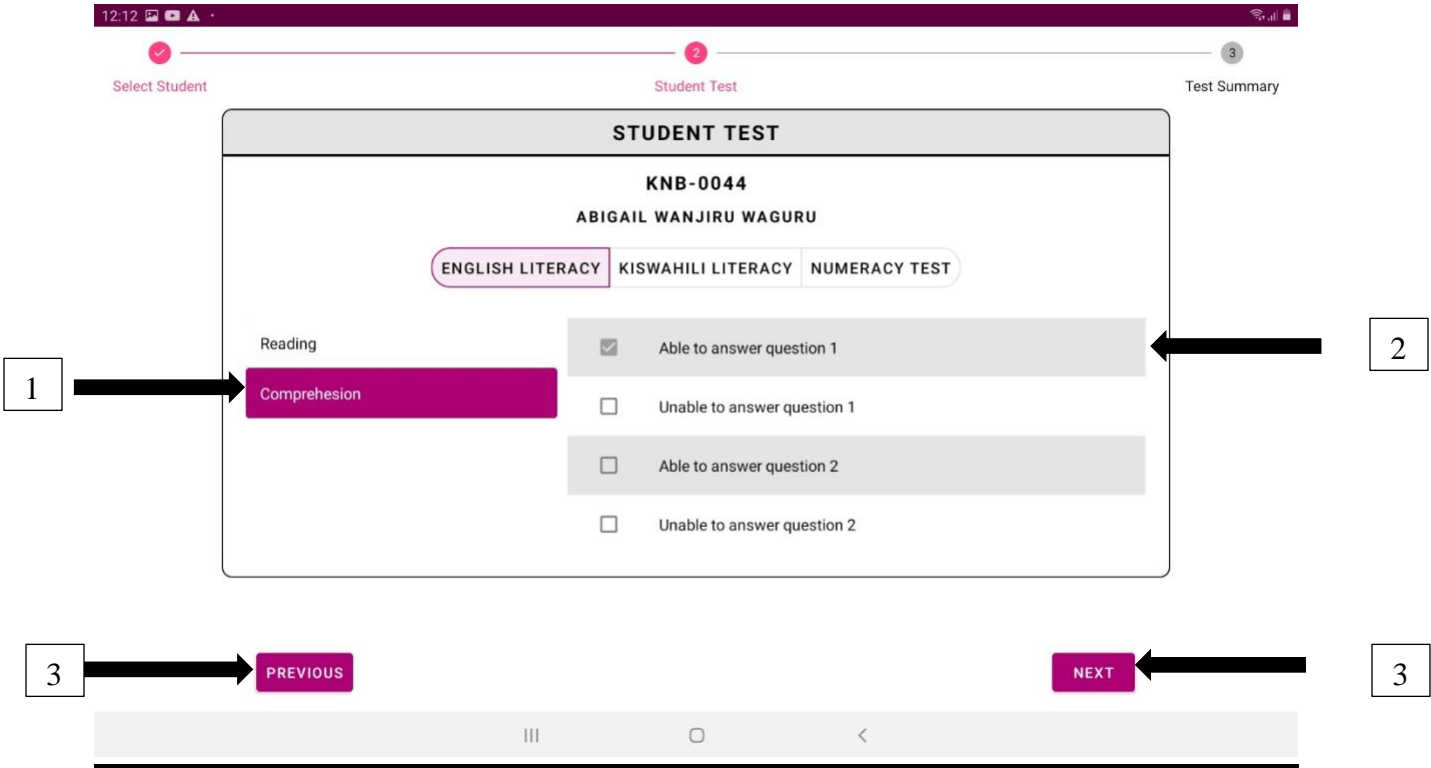 12:12
2
3
Select Student
Student Test
Test Summary
STUDENT TEST
KNB-0044
ABIGAIL WANJIRU WAGURU
ENGLISH LITERACY
KISWAHILI LITERACY
NUMERACY TEST
Reading
Comprehesion
Able to answer question 1
Unable to answer question 1
Able to answer question 2
Unable to answer question 2
1
2
3
PREVIOUS
NEXT
3